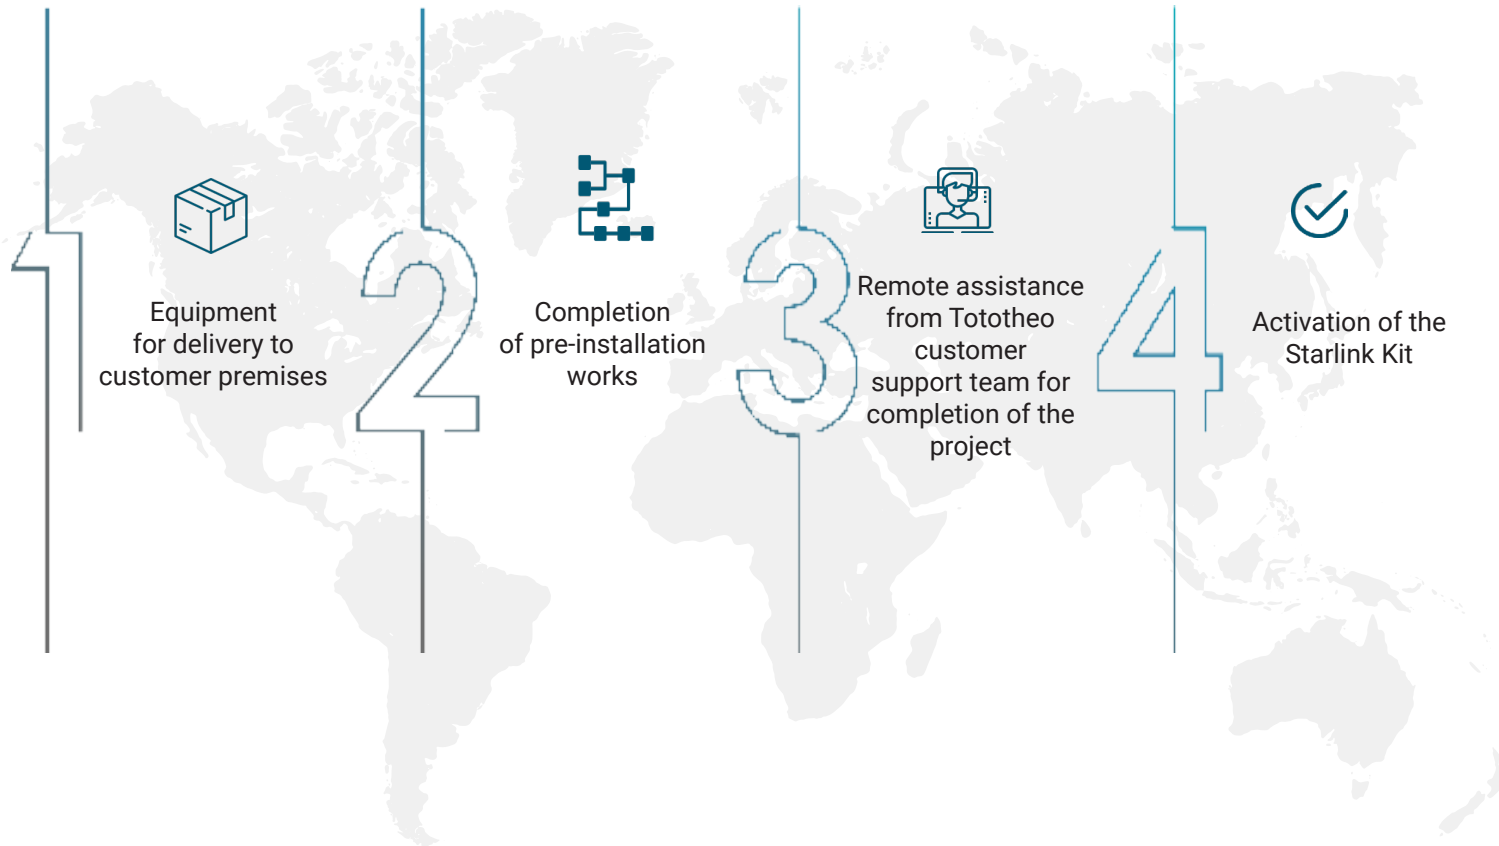 1
Equipment
for delivery to
customer premises
2
Completion
of pre-installation
works
3
Remote assistance
from Tototheo
customer
support team for
completion of the
project
4
Activation of the
Starlink Kit